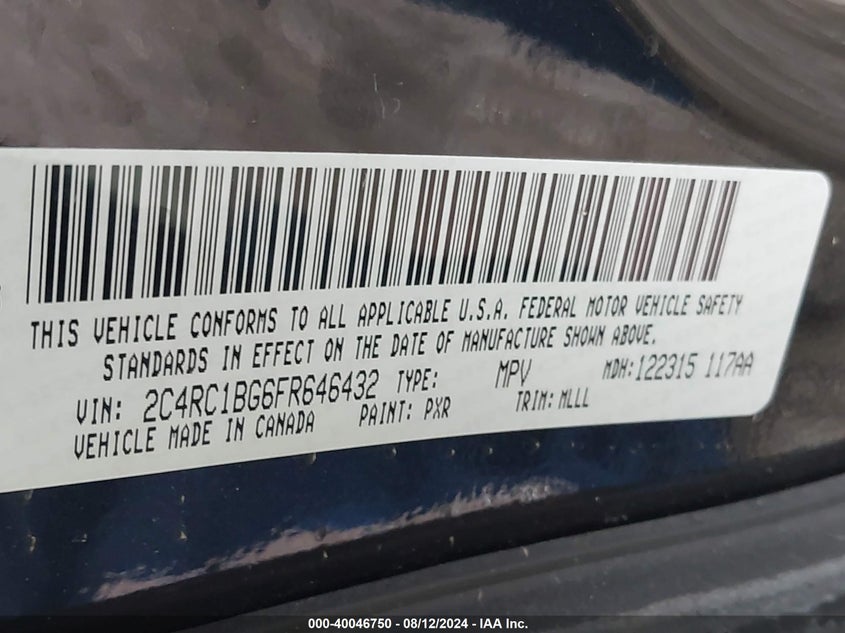 THIS VEHICLE CONFORMS TO ALL APPLICABLE U.S.A. FEDERAL MOTOR VEHICLE SAFETY
STANDARDS IN EFFECT ON THE DATE OF MANUFACTURE SHOWN ABOVE.
VIN: 2C4RC1BG6FR646432 TYPE: MPV MDH:122315 117AA
VEHICLE MADE IN CANADA PAINT: PXR TRIM: MLLL
000-40046750 - 08/12/2024 - IAA Inc.